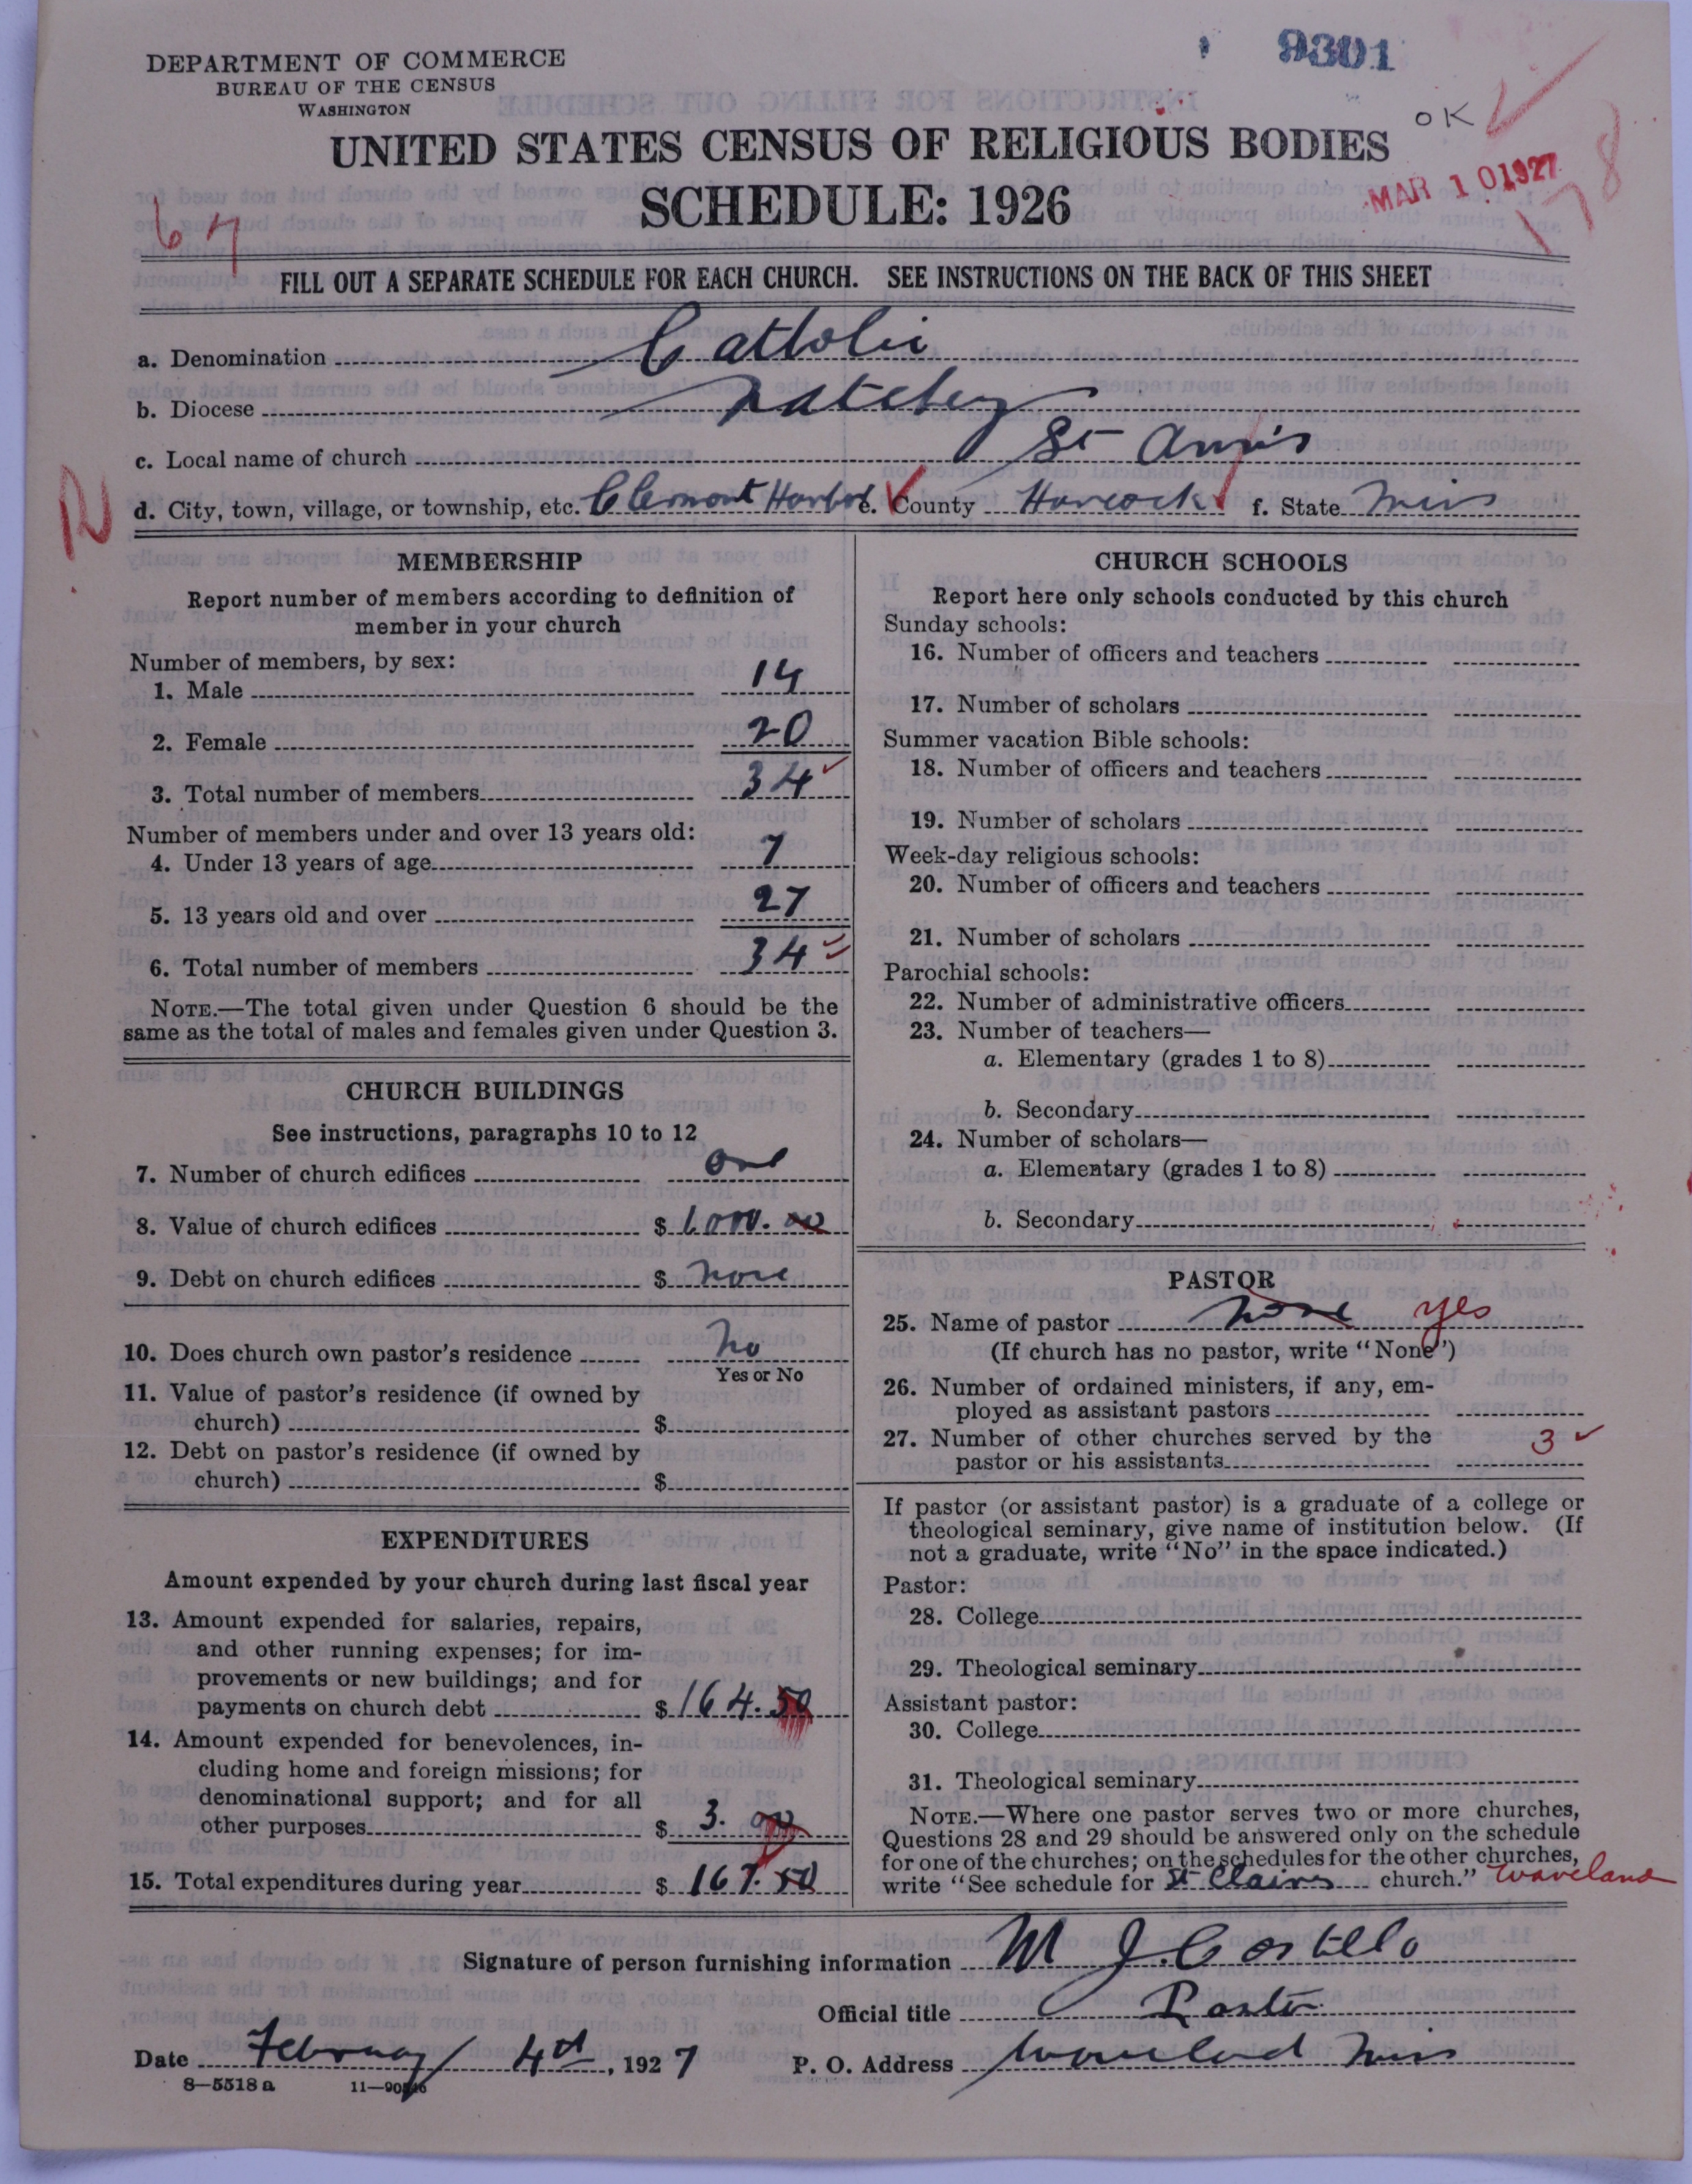 9301
DEPARTMENT OF COMMERCE
BUREAU OF THE CENSUS
WASHINGTON
OK
UNITED STATES CENSUS OF RELIGIOUS BODIES
SCHEDULE: 1926
MAR 10 1927
178
67
FILL OUT A SEPARATE SCHEDULE FOR EACH CHURCH. SEE INSTRUCTIONS ON THE BACK OF THIS SHEET
a. Denomination Catholic
b. Diocese Natchez
c. Local name of church St Ann's
d. City, town, village, or township, etc. Clermont Harbor e. County Hancock f. State Miss
MEMBERSHIP
Report number of members according to definition of
member in your church
Number of members, by sex:
1. Male 14
2. Female 20
3. Total number of members 34
Number of members under and over 13 years old:
4. Under 13 years of age 7
5. 13 years old and over 27
6. Total number of members 34
NOTE.—The total given under Question 6 should be the
same as the total of males and females given under Question 3.
CHURCH BUILDINGS
See instructions, paragraphs 10 to 12
7. Number of church edifices one
8. Value of church edifices $ 1000.00
9. Debt on church edifices $ none
10. Does church own pastor's residence no
Yes or No
11. Value of pastor's residence (if owned by
church) $
12. Debt on pastor's residence (if owned by
church) $
EXPENDITURES
Amount expended by your church during last fiscal year
13. Amount expended for salaries, repairs,
and other running expenses; for im-
provements or new buildings; and for
payments on church debt $ 164.50
14. Amount expended for benevolences, in-
cluding home and foreign missions; for
denominational support; and for all
other purposes $ 3.00
15. Total expenditures during year $ 167.50
CHURCH SCHOOLS
Report here only schools conducted by this church
Sunday schools:
16. Number of officers and teachers
17. Number of scholars
Summer vacation Bible schools:
18. Number of officers and teachers
19. Number of scholars
Week-day religious schools:
20. Number of officers and teachers
21. Number of scholars
Parochial schools:
22. Number of administrative officers
23. Number of teachers—
a. Elementary (grades 1 to 8)
b. Secondary
24. Number of scholars—
a. Elementary (grades 1 to 8)
b. Secondary
PASTOR
25. Name of pastor none yes
(If church has no pastor, write "None")
26. Number of ordained ministers, if any, em-
ployed as assistant pastors
27. Number of other churches served by the
pastor or his assistants 3
If pastor (or assistant pastor) is a graduate of a college or
theological seminary, give name of institution below. (If
not a graduate, write "No" in the space indicated.)
Pastor:
28. College
29. Theological seminary
Assistant pastor:
30. College
31. Theological seminary
NOTE.—Where one pastor serves two or more churches,
Questions 28 and 29 should be answered only on the schedule
for one of the churches; on the schedules for the other churches,
write "See schedule for St Claires church." Waveland
Signature of person furnishing information M J. Costello
Official title Pastor
Date February 4th, 1927 P. O. Address Waveland Miss
8—5518 a 11—90546